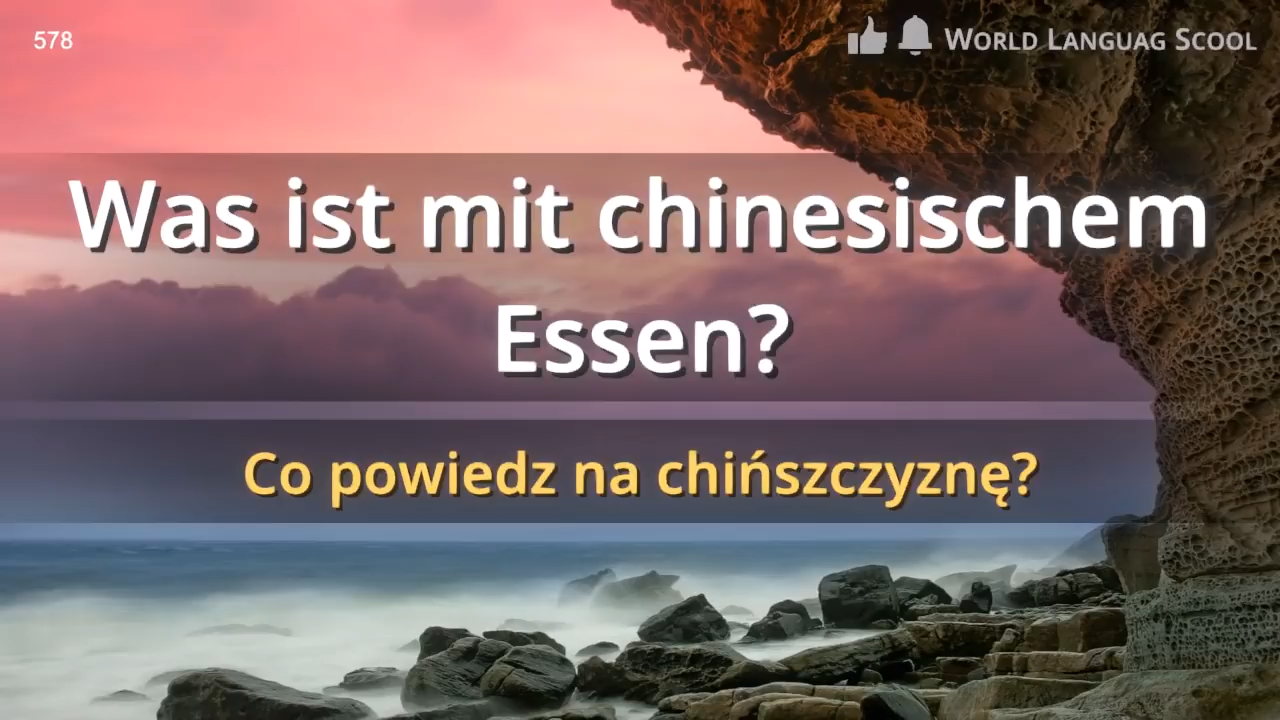 578
WORLD LANGUAG SCOOL
Was ist mit chinesischem
Essen?
Co powiedz na chińszczyznę?